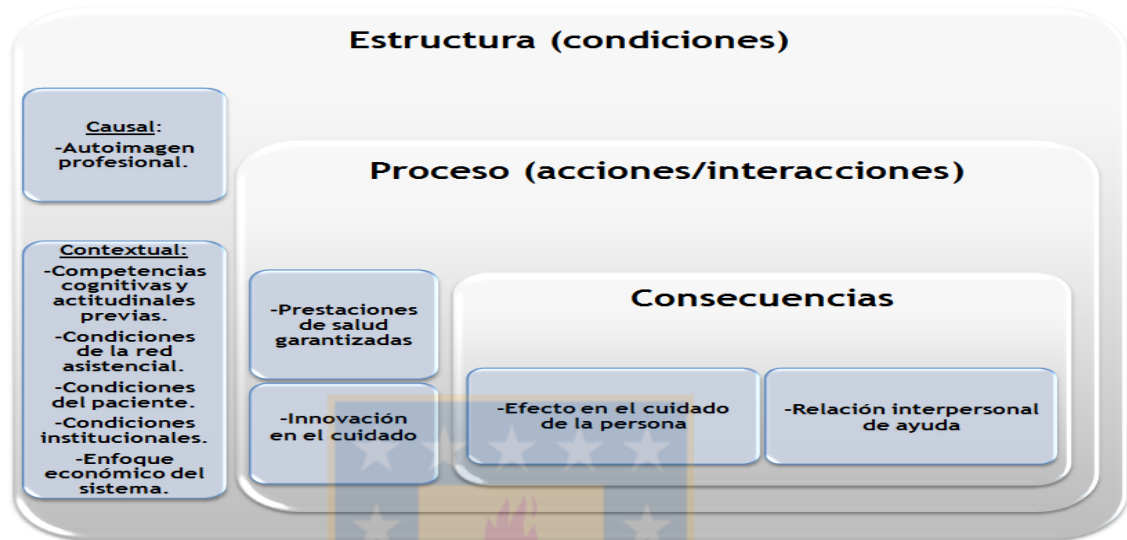 Estructura (condiciones)
Causal:
-Autoimagen
profesional.
Proceso (acciones/interacciones)
Contextual:
-Competencias
cognitivas y
actitudinales
previas.
-Condiciones
de la red
asistencial.
-Condiciones
del paciente.
-Condiciones
institucionales.
-Enfoque
económico del
sistema.
-Prestaciones
de salud
garantizadas
-Innovación
en el cuidado
Consecuencias
-Efecto en el cuidado
de la persona
-Relación interpersonal
de ayuda